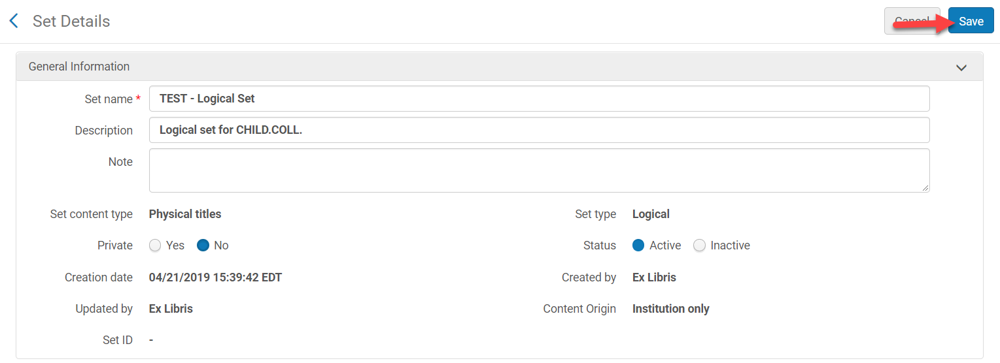 Set Details
Cancel
Save
General Information
Set name *
TEST - Logical Set
Description
Logical set for CHILD.COLL.
Note
Set content type Physical titles
Set type Logical
Private Yes No
Status Active Inactive
Creation date 04/21/2019 15:39:42 EDT
Created by Ex Libris
Updated by Ex Libris
Content Origin Institution only
Set ID -